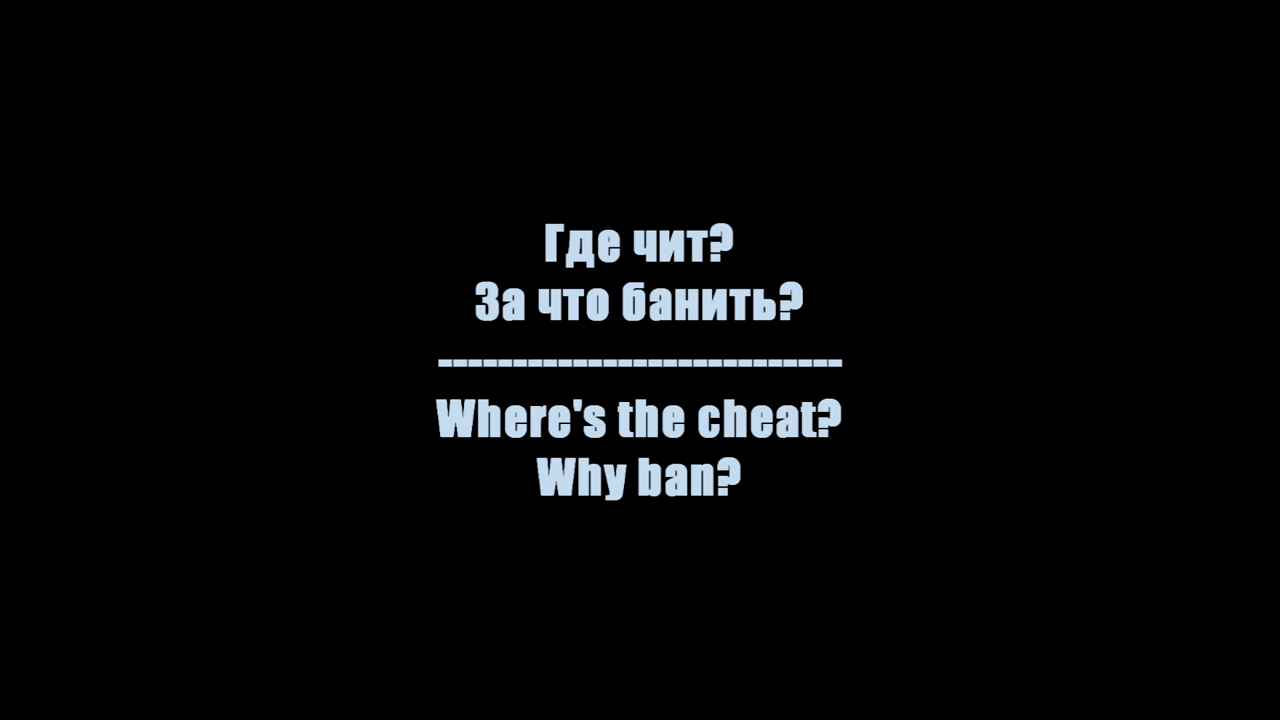 Где чит?
За что банить?
---------------------------
Where's the cheat?
Why ban?